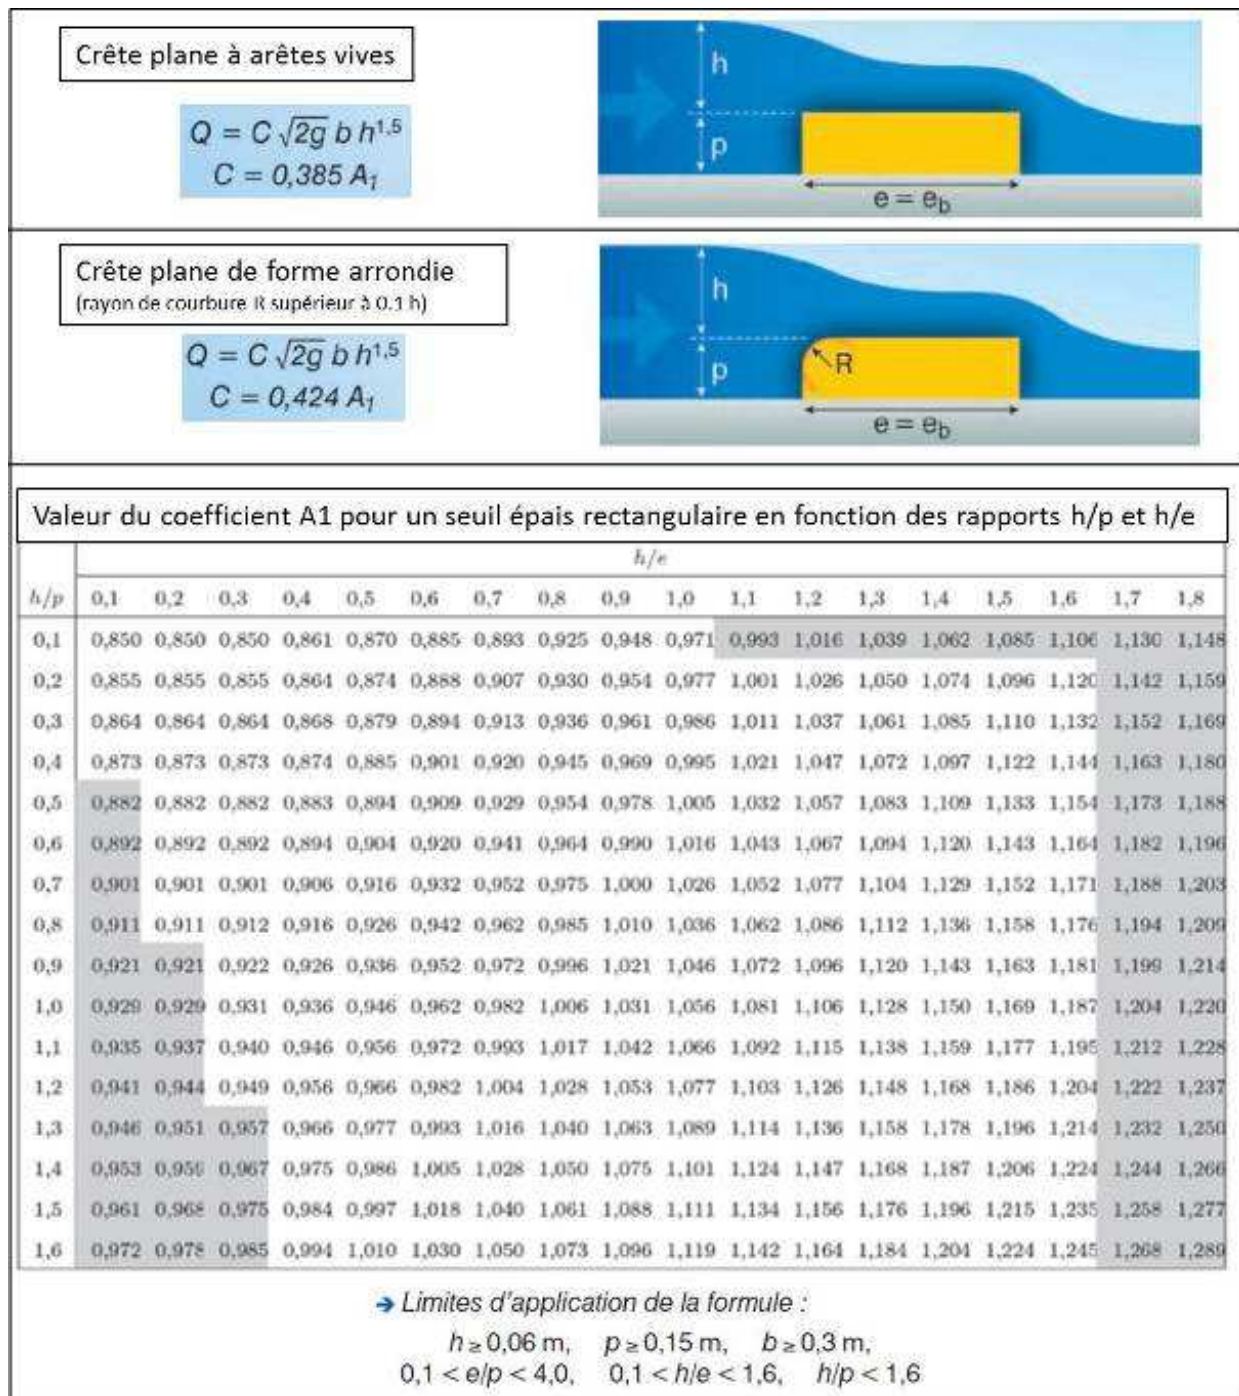 Crête plane à arêtes vives
Q = C √2g b h^1,5
C = 0,385 A₁
h
p
e = e_b
Crête plane de forme arrondie
(rayon de courbure R supérieur à 0.1 h)
Q = C √2g b h^1,5
C = 0,424 A₁
h
p
R
e = e_b
Valeur du coefficient A1 pour un seuil épais rectangulaire en fonction des rapports h/p et h/e
h/e
h/p 0,1 0,2 0,3 0,4 0,5 0,6 0,7 0,8 0,9 1,0 1,1 1,2 1,3 1,4 1,5 1,6 1,7 1,8
0,1 0,850 0,850 0,850 0,861 0,870 0,885 0,893 0,925 0,948 0,971 0,993 1,016 1,039 1,062 1,085 1,106 1,130 1,148
0,2 0,855 0,855 0,855 0,864 0,874 0,888 0,907 0,930 0,954 0,977 1,001 1,026 1,050 1,074 1,096 1,120 1,142 1,159
0,3 0,864 0,864 0,864 0,868 0,879 0,894 0,913 0,936 0,961 0,986 1,011 1,037 1,061 1,085 1,110 1,132 1,152 1,169
0,4 0,873 0,873 0,873 0,874 0,885 0,901 0,920 0,945 0,969 0,995 1,021 1,047 1,072 1,097 1,122 1,144 1,163 1,180
0,5 0,882 0,882 0,882 0,883 0,894 0,909 0,929 0,954 0,978 1,005 1,032 1,057 1,083 1,109 1,133 1,154 1,173 1,188
0,6 0,892 0,892 0,892 0,894 0,904 0,920 0,941 0,964 0,990 1,016 1,043 1,067 1,094 1,120 1,143 1,164 1,182 1,196
0,7 0,901 0,901 0,901 0,906 0,916 0,932 0,952 0,975 1,000 1,026 1,052 1,077 1,104 1,129 1,152 1,171 1,188 1,203
0,8 0,911 0,911 0,912 0,916 0,926 0,942 0,962 0,985 1,010 1,036 1,062 1,086 1,112 1,136 1,158 1,176 1,194 1,209
0,9 0,921 0,921 0,922 0,926 0,936 0,952 0,972 0,996 1,021 1,046 1,072 1,096 1,120 1,143 1,163 1,181 1,199 1,214
1,0 0,929 0,929 0,931 0,936 0,946 0,962 0,982 1,006 1,031 1,056 1,081 1,106 1,128 1,150 1,169 1,187 1,204 1,220
1,1 0,935 0,937 0,940 0,946 0,956 0,972 0,993 1,017 1,042 1,066 1,092 1,115 1,138 1,159 1,177 1,195 1,212 1,228
1,2 0,941 0,944 0,949 0,956 0,966 0,982 1,004 1,028 1,053 1,077 1,103 1,126 1,148 1,168 1,186 1,204 1,222 1,237
1,3 0,946 0,951 0,957 0,966 0,977 0,993 1,016 1,040 1,063 1,089 1,114 1,136 1,158 1,178 1,196 1,214 1,232 1,250
1,4 0,953 0,967 0,975 0,986 1,005 1,028 1,050 1,075 1,101 1,124 1,147 1,168 1,187 1,206 1,224 1,244 1,266
1,5 0,961 0,968 0,975 0,984 0,997 1,018 1,040 1,061 1,088 1,111 1,134 1,156 1,176 1,196 1,215 1,235 1,258 1,277
1,6 0,972 0,978 0,985 0,994 1,010 1,030 1,050 1,073 1,096 1,119 1,142 1,164 1,184 1,204 1,224 1,245 1,268 1,289
➔ Limites d'application de la formule :
h ≥ 0,06 m, p ≥ 0,15 m, b ≥ 0,3 m,
0,1 < e/p < 4,0, 0,1 < h/e < 1,6, h/p < 1,6